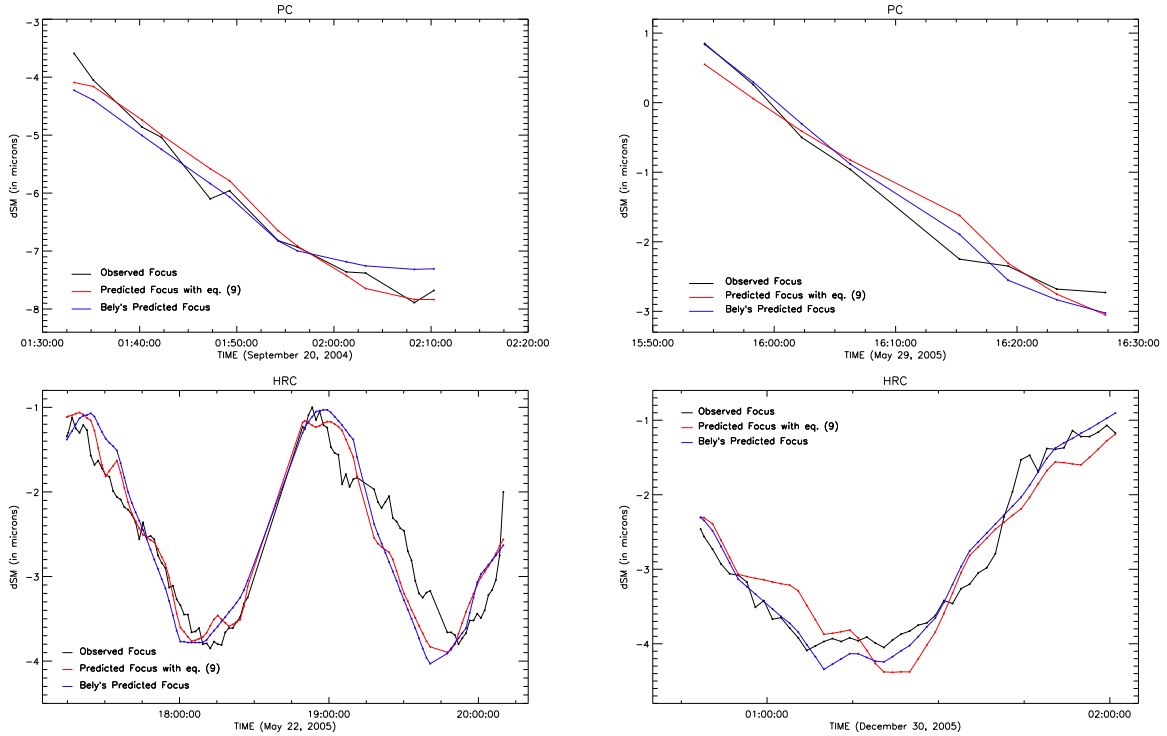 PC
-3
-4
-5
-6
-7
-8
dSM (in microns)
Observed Focus
Predicted Focus with eq. (9)
Bely's Predicted Focus
01:30:00 01:40:00 01:50:00 02:00:00 02:10:00 02:20:00
TIME (September 20, 2004)
PC
1
0
-1
-2
-3
dSM (in microns)
Observed Focus
Predicted Focus with eq. (9)
Bely's Predicted Focus
15:50:00 16:00:00 16:10:00 16:20:00 16:30:00
TIME (May 29, 2005)
HRC
-1
-2
-3
-4
dSM (in microns)
Observed Focus
Predicted Focus with eq. (9)
Bely's Predicted Focus
18:00:00 19:00:00 20:00:00
TIME (May 22, 2005)
HRC
Observed Focus
Predicted Focus with eq. (9)
Bely's Predicted Focus
-1
-2
-3
-4
dSM (in microns)
01:00:00 02:00:00
TIME (December 30, 2005)